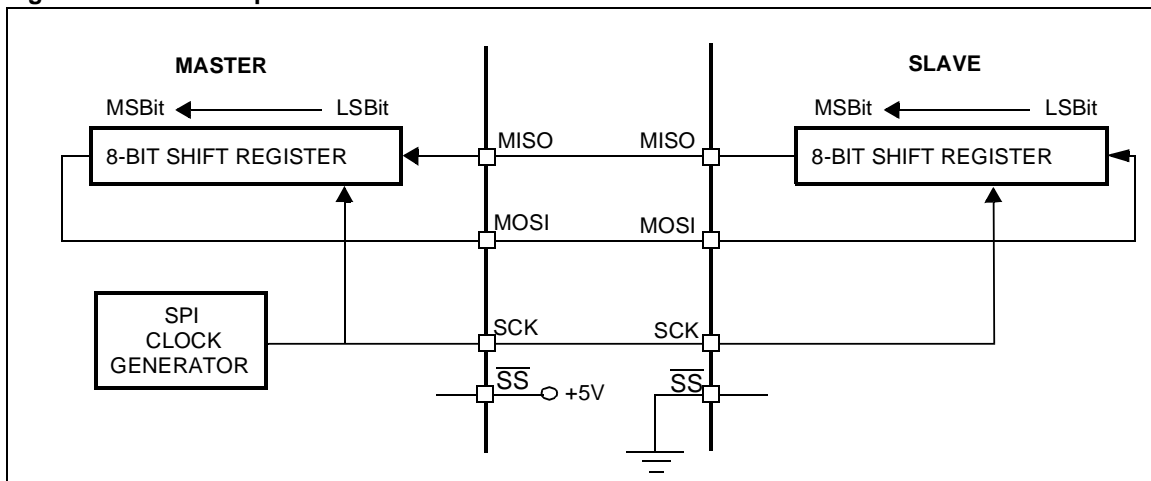 MASTER
SLAVE
MSBit LSBit
MSBit LSBit
8-BIT SHIFT REGISTER
MISO MISO
8-BIT SHIFT REGISTER
MOSI MOSI
SPI
CLOCK
GENERATOR
SCK SCK
SS +5V
SS